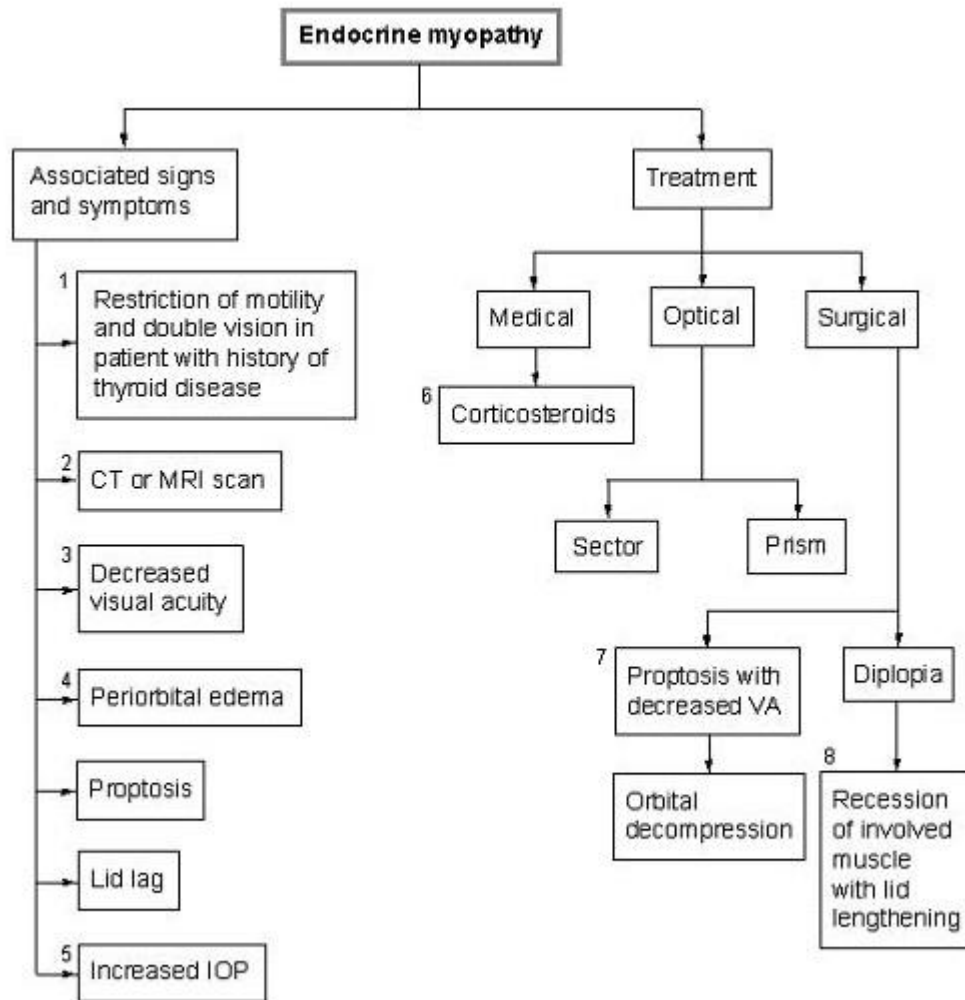 Endocrine myopathy
Associated signs
and symptoms
1
Restriction of motility
and double vision in
patient with history of
thyroid disease
2
CT or MRI scan
3
Decreased
visual acuity
4
Periorbital edema
Proptosis
Lid lag
5
Increased IOP
Treatment
Medical
Optical
Surgical
6
Corticosteroids
Sector
Prism
7
Proptosis with
decreased VA
Orbital
decompression
Diplopia
8
Recession
of involved
muscle
with lid
lengthening